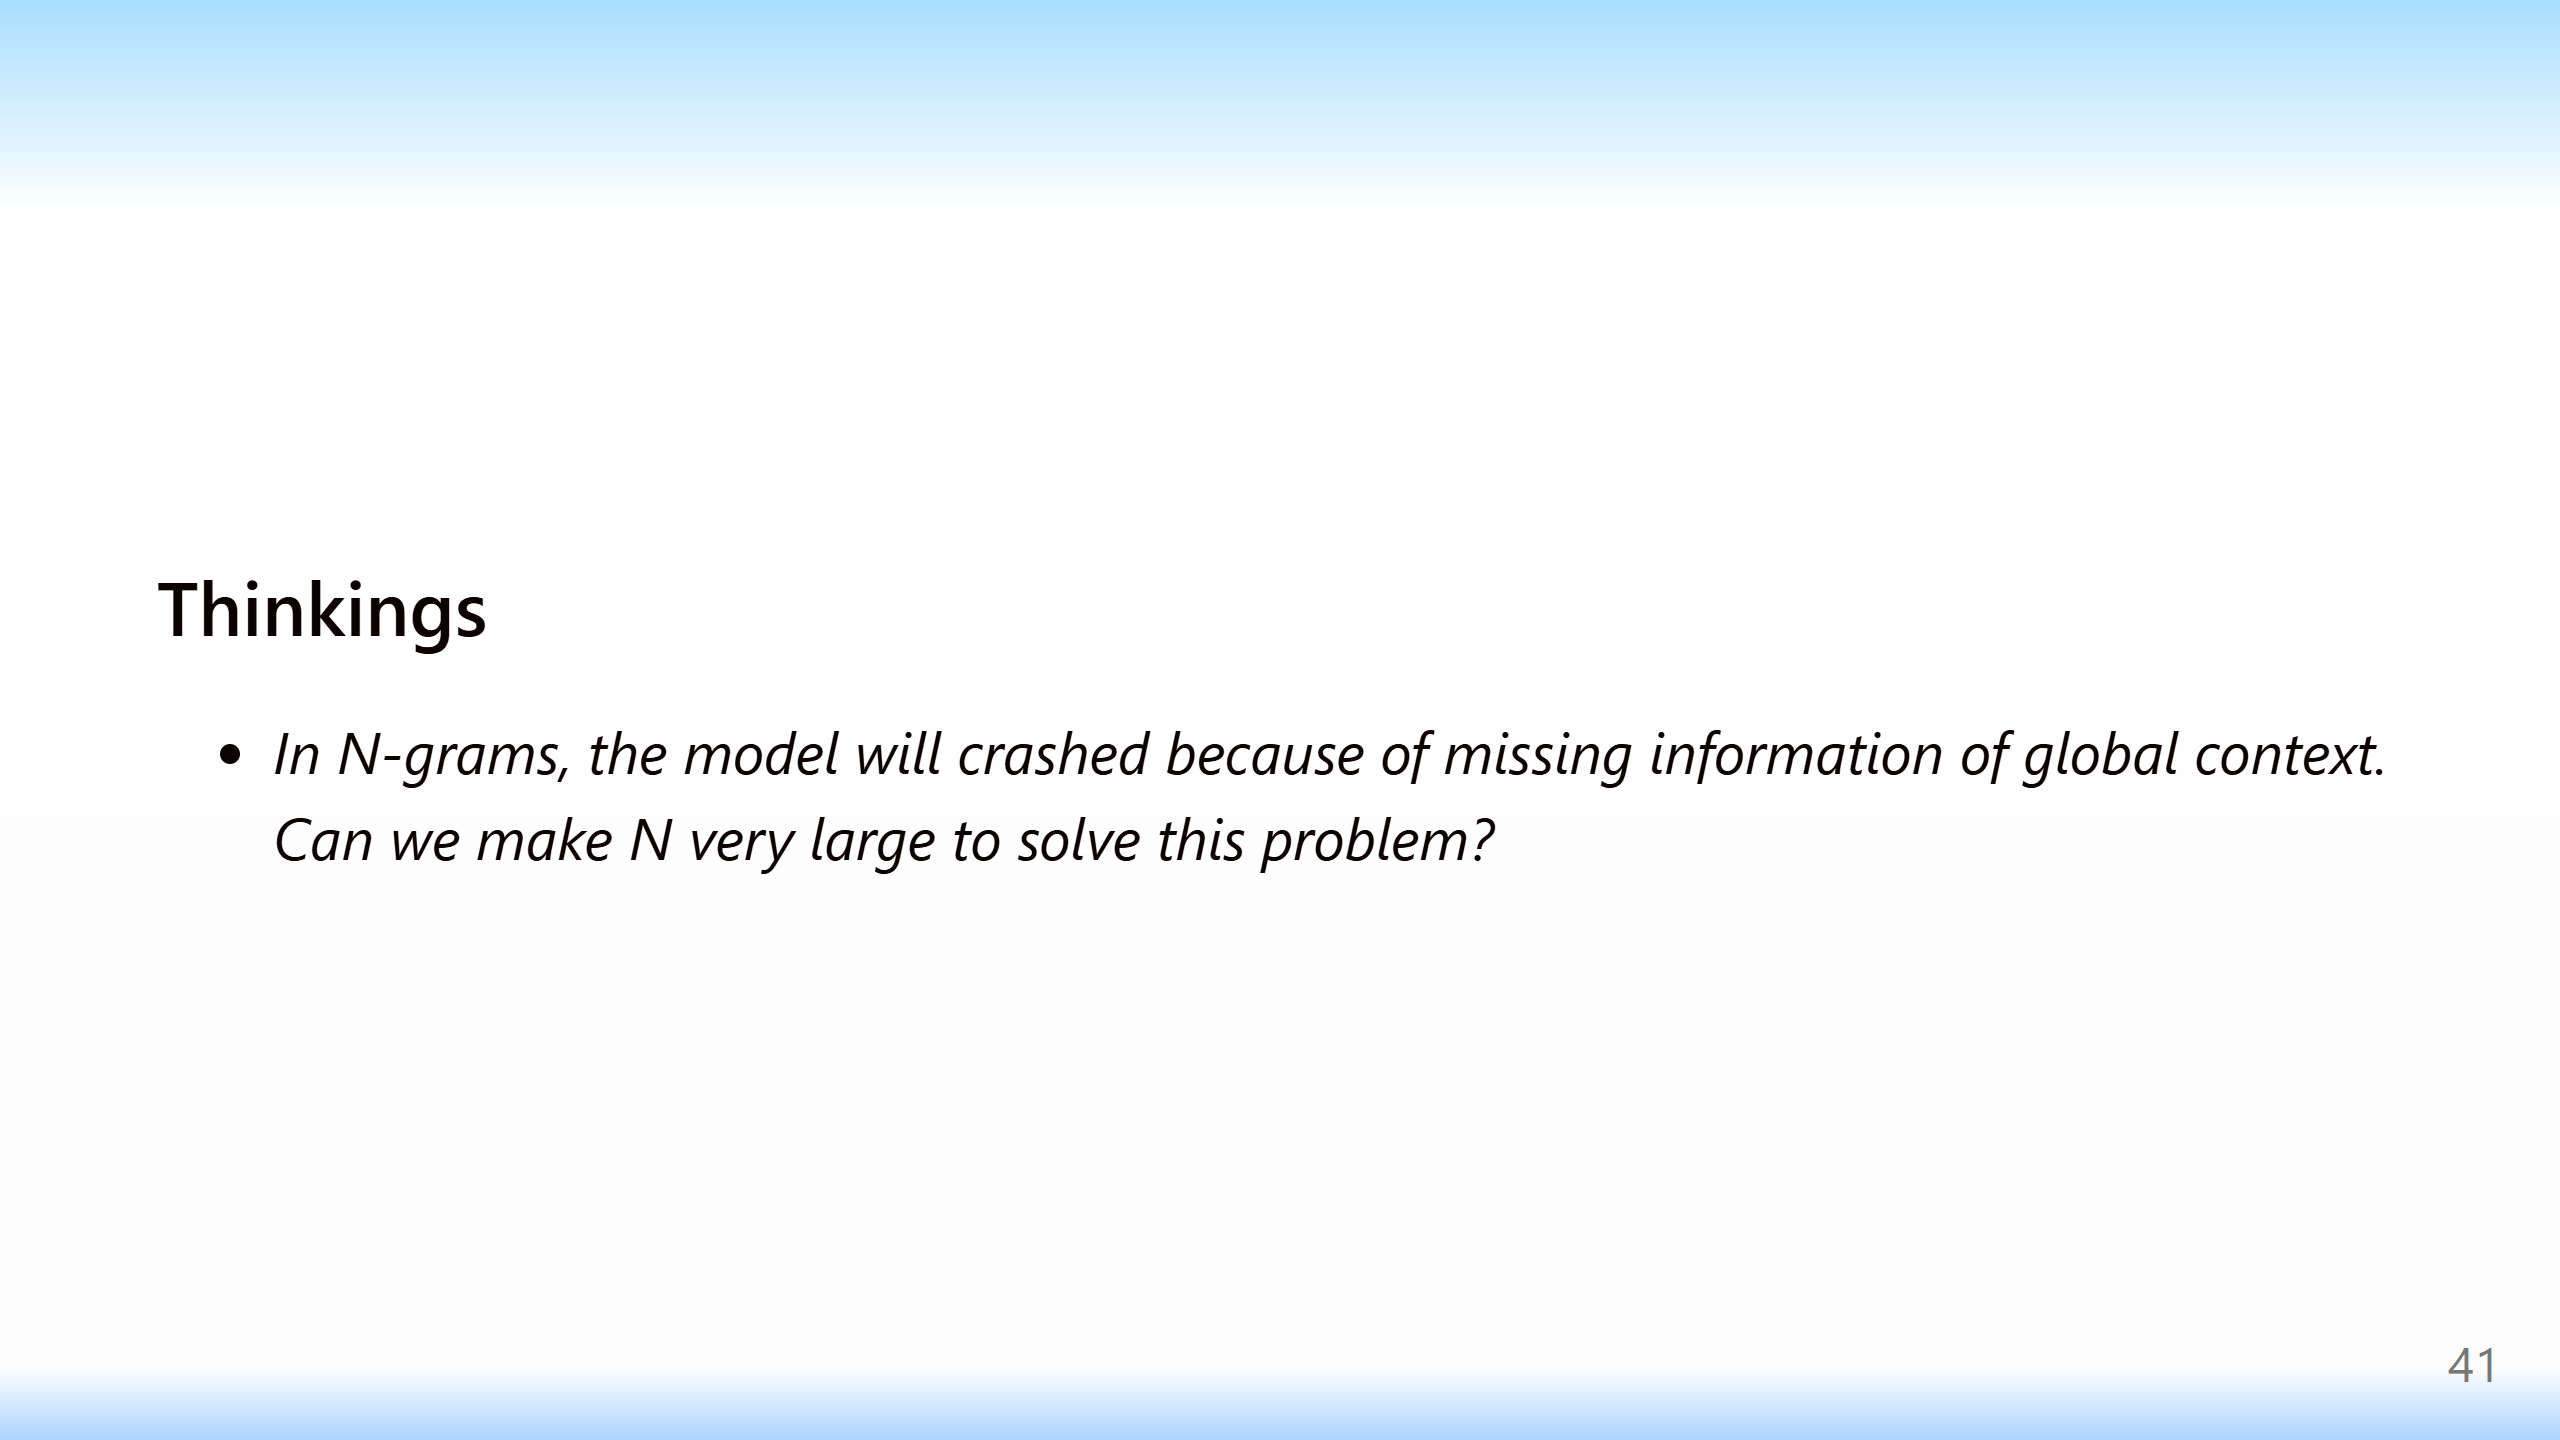 Thinkings
• In N-grams, the model will crashed because of missing information of global context.
Can we make N very large to solve this problem?
41